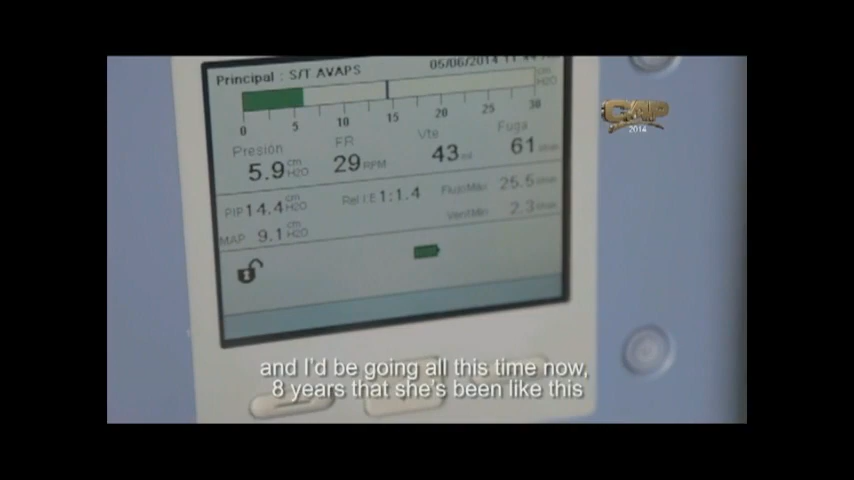 Principal : S/T AVAPS
05/06/2014 11:44
cm
H2O
0 5 10 15 20 25 30
CAP
2014
Presión FR Vte Fuga
5.9 cm H2O 29 RPM 43 ml 61
PIP 14.4 cm H2O Rel I:E 1:1.4 FlujoMáx 25.5
MAP 9.1 cm H2O VentMin 2.3
and I'd be going all this time now,
8 years that she's been like this